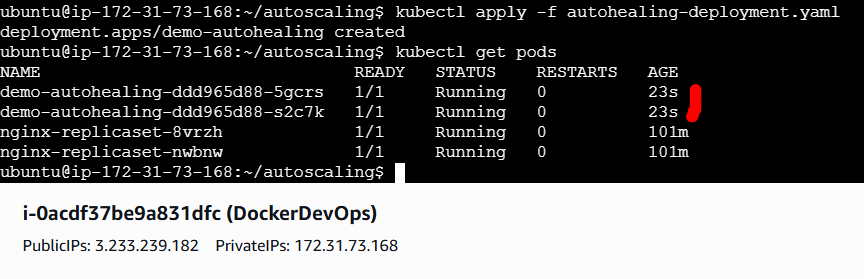 ubuntu@ip-172-31-73-168:~/autoscaling$ kubectl apply -f autohealing-deployment.yaml
deployment.apps/demo-autohealing created
ubuntu@ip-172-31-73-168:~/autoscaling$ kubectl get pods
NAME READY STATUS RESTARTS AGE
demo-autohealing-ddd965d88-5gcrs 1/1 Running 0 23s
demo-autohealing-ddd965d88-s2c7k 1/1 Running 0 23s
nginx-replicaset-8vrzh 1/1 Running 0 101m
nginx-replicaset-nwbnw 1/1 Running 0 101m
ubuntu@ip-172-31-73-168:~/autoscaling$
i-0acdf37be9a831dfc (DockerDevOps)
PublicIPs: 3.233.239.182 PrivateIPs: 172.31.73.168